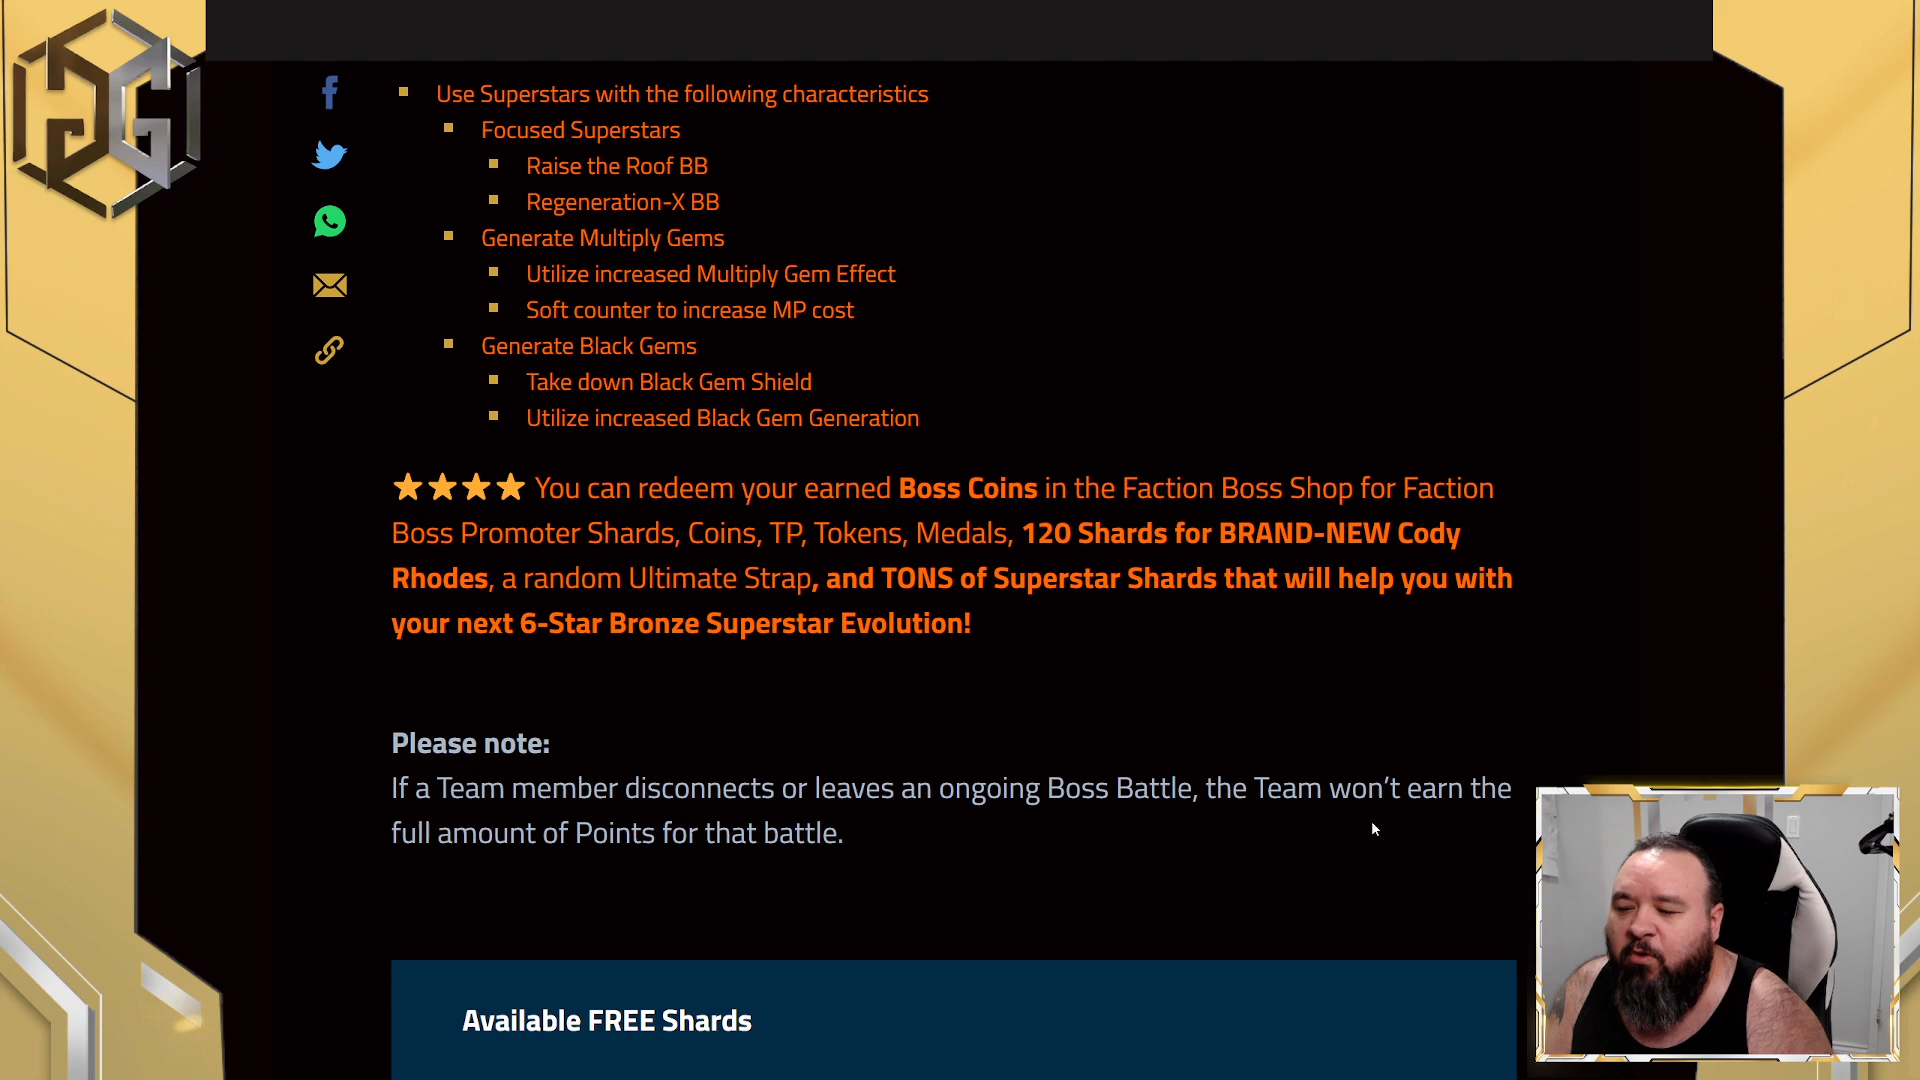 Use Superstars with the following characteristics
Focused Superstars
Raise the Roof BB
Regeneration-X BB
Generate Multiply Gems
Utilize increased Multiply Gem Effect
Soft counter to increase MP cost
Generate Black Gems
Take down Black Gem Shield
Utilize increased Black Gem Generation
You can redeem your earned Boss Coins in the Faction Boss Shop for Faction
Boss Promoter Shards, Coins, TP, Tokens, Medals, 120 Shards for BRAND-NEW Cody
Rhodes, a random Ultimate Strap, and TONS of Superstar Shards that will help you with
your next 6-Star Bronze Superstar Evolution!
Please note:
If a Team member disconnects or leaves an ongoing Boss Battle, the Team won’t earn the
full amount of Points for that battle.
Available FREE Shards